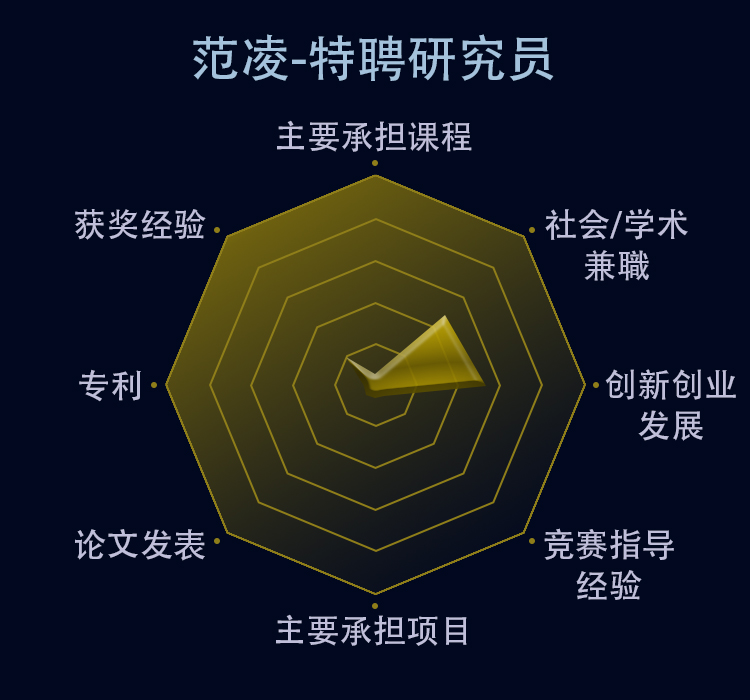 范凌-特聘研究员
主要承担课程
获奖经验
社会/学术
兼職
专利
创新创业
发展
论文发表
竞赛指导
经验
主要承担项目